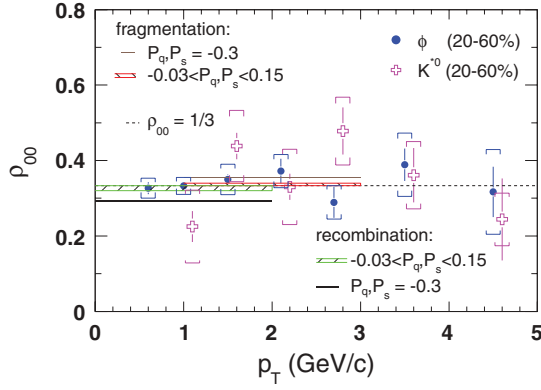 0.8
fragmentation:
P_q,P_s = -0.3
-0.03<P_q,P_s<0.15
ρ_00 = 1/3
ϕ (20-60%)
K^*0 (20-60%)
0.6
ρ_00
0.4
0.2
0
recombination:
-0.03<P_q,P_s<0.15
P_q,P_s = -0.3
0 1 2 3 4 5
p_T (GeV/c)